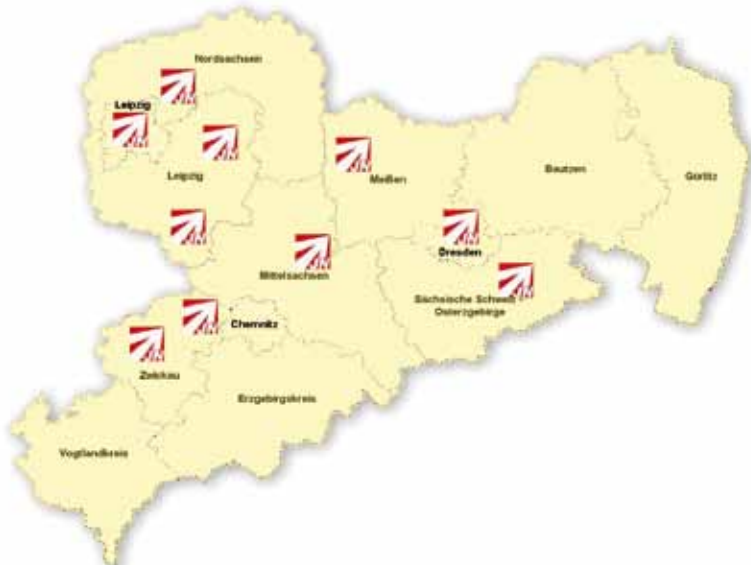 Nordsachsen
Leipzig
Leipzig
Meißen
Bautzen
Görlitz
Dresden
Mittelsachsen
Sächsische Schweiz
Osterzgebirge
Chemnitz
Zwickau
Erzgebirgskreis
Vogtlandkreis